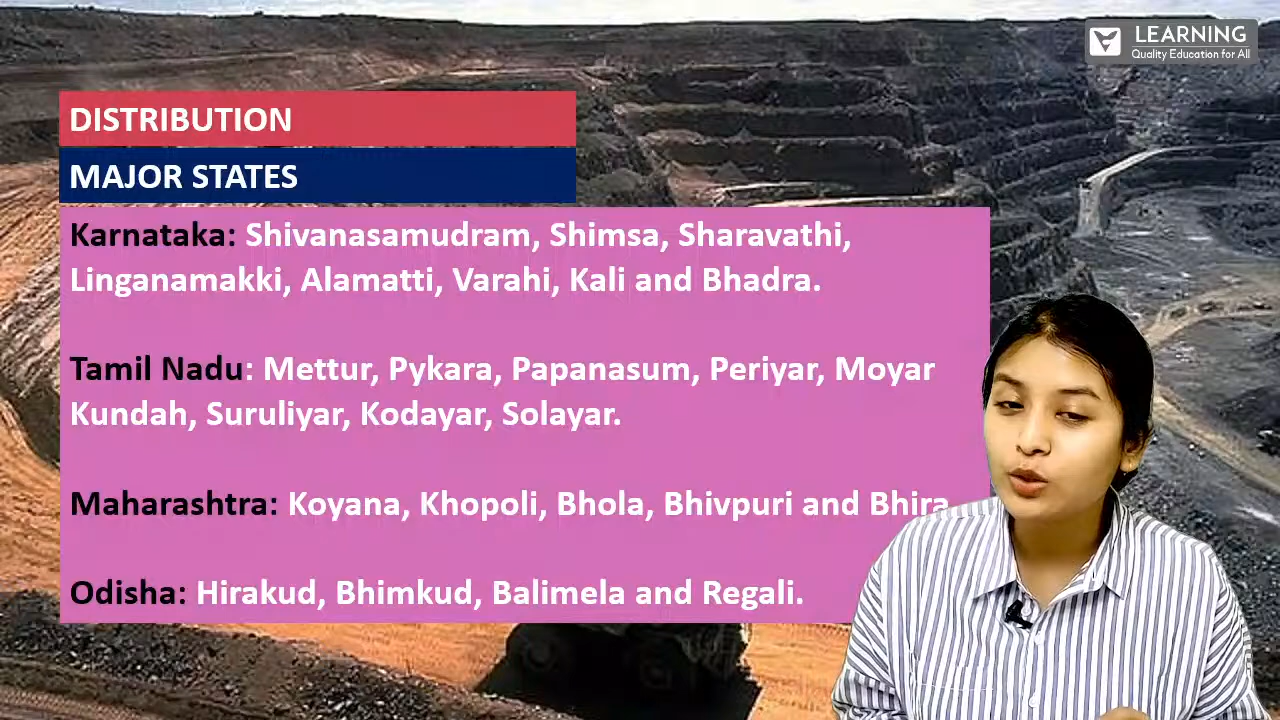 LEARNING
Quality Education for All
DISTRIBUTION
MAJOR STATES
Karnataka: Shivanasamudram, Shimsa, Sharavathi,
Linganamakki, Alamatti, Varahi, Kali and Bhadra.
Tamil Nadu: Mettur, Pykara, Papanasum, Periyar, Moyar
Kundah, Suruliyar, Kodayar, Solayar.
Maharashtra: Koyana, Khopoli, Bhola, Bhivpuri and Bhira
Odisha: Hirakud, Bhimkud, Balimela and Regali.